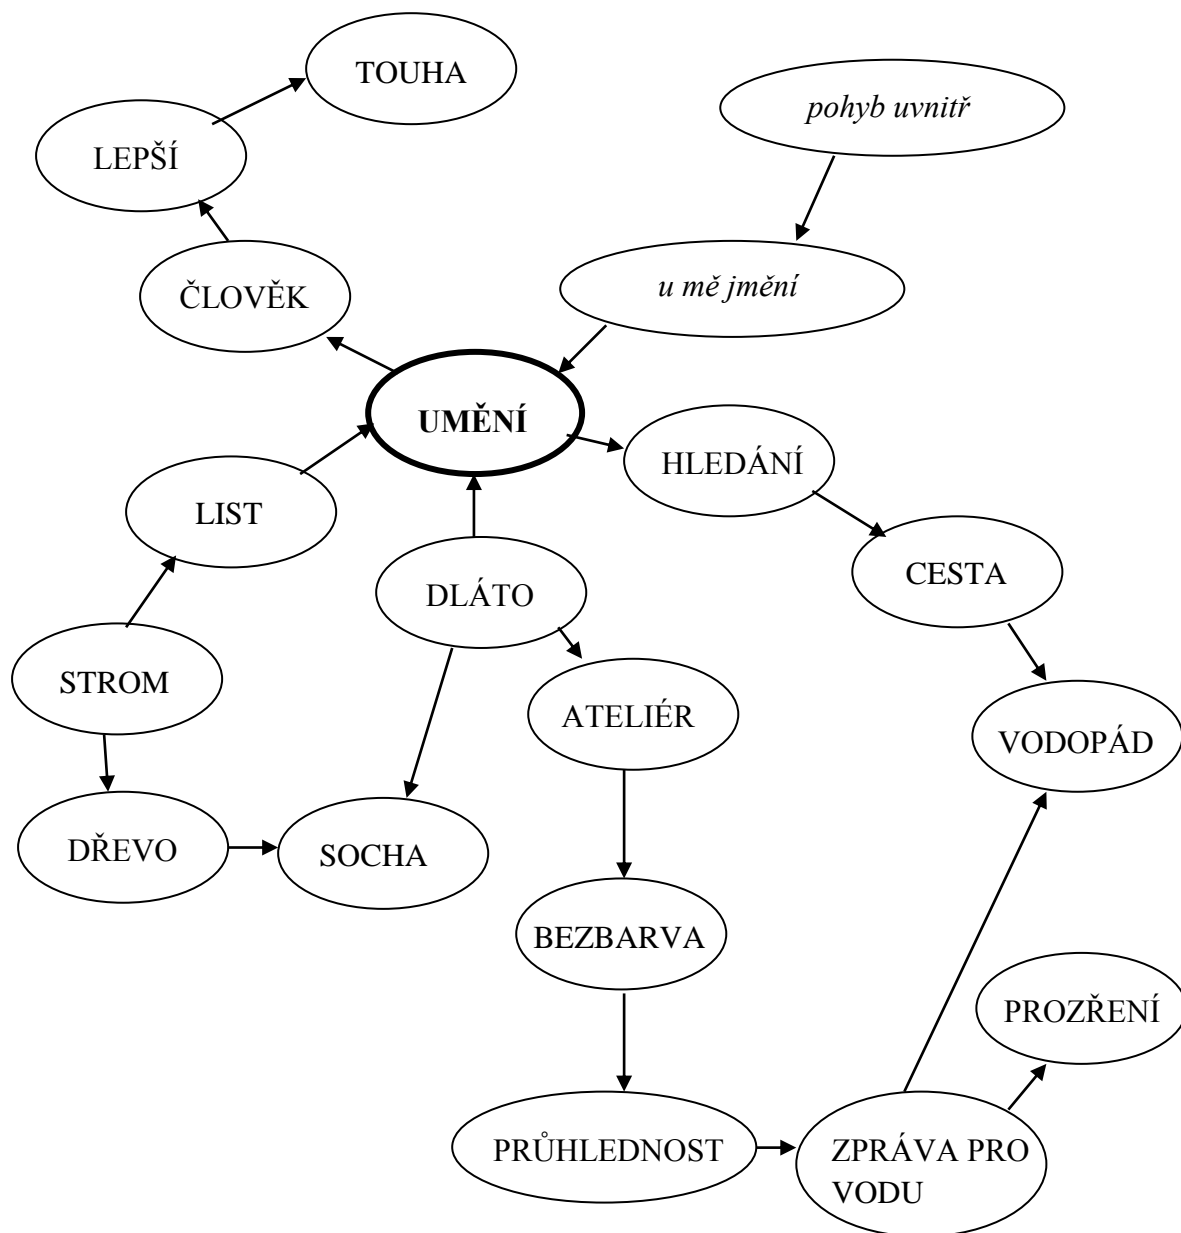 TOUHA
pohyb uvnitř
LEPŠÍ
ČLOVĚK
u mě jmění
UMĚNÍ
HLEDÁNÍ
LIST
CESTA
DLÁTO
STROM
ATELIÉR
VODOPÁD
DŘEVO
SOCHA
BEZBARVA
PROZŘENÍ
PRŮHLEDNOST
ZPRÁVA PRO
VODU